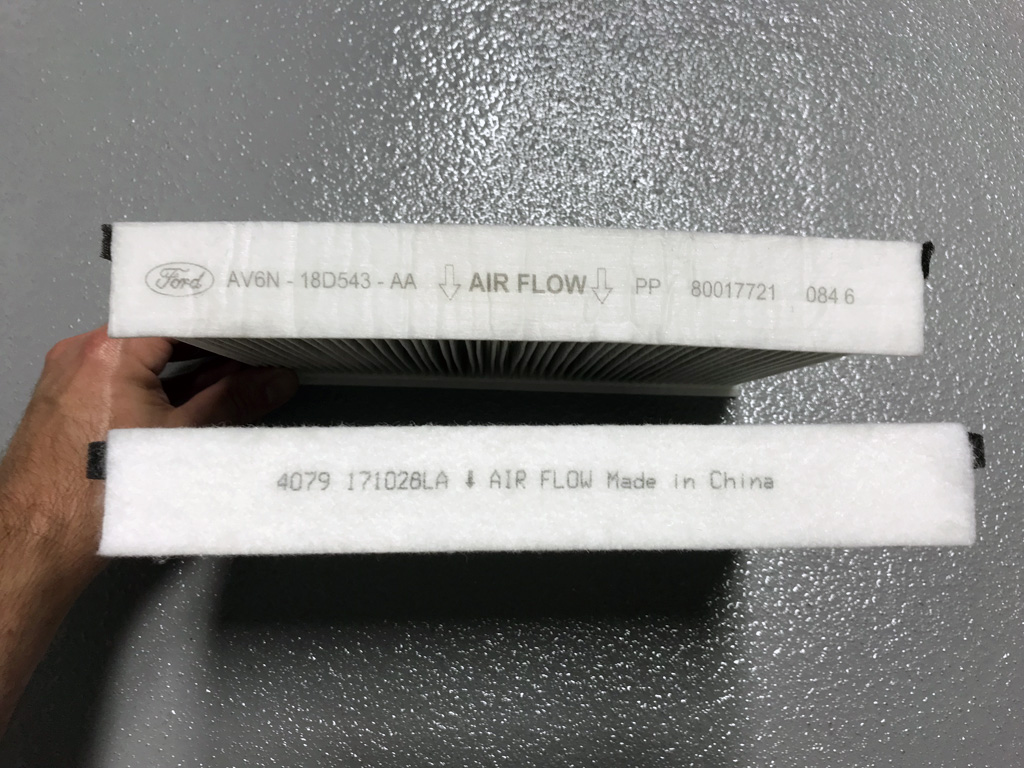 Ford AV6N - 18D543 - AA AIR FLOW PP 80017721 084 6
4079 171028LA ⬇ AIR FLOW Made in China